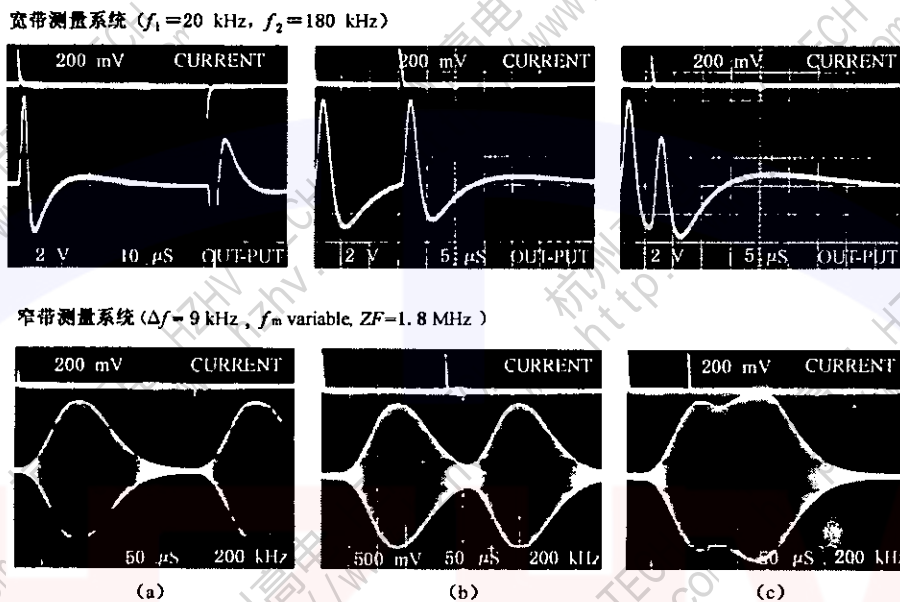 宽带测量系统 (f₁=20 kHz, f₂=180 kHz)
200 mV CURRENT
2 V 10 μS OUT-PUT
200 mV CURRENT
2 V 5 μS OUT-PUT
200 mV CURRENT
2 V 5 μS OUT-PUT
窄带测量系统 (Δf=9 kHz, fm variable, ZF=1.8 MHz)
200 mV CURRENT
50 μS 200 kHz
CURRENT
500 mV 50 μS 200 kHz
200 mV CURRENT
50 μS 200 kHz
(a)
(b)
(c)